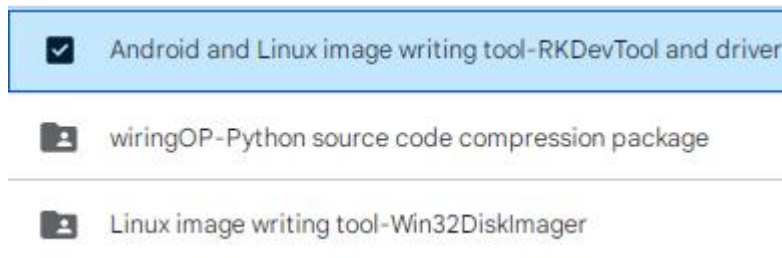 Android and Linux image writing tool-RKDevTool and driver
wiringOP-Python source code compression package
Linux image writing tool-Win32DiskImager